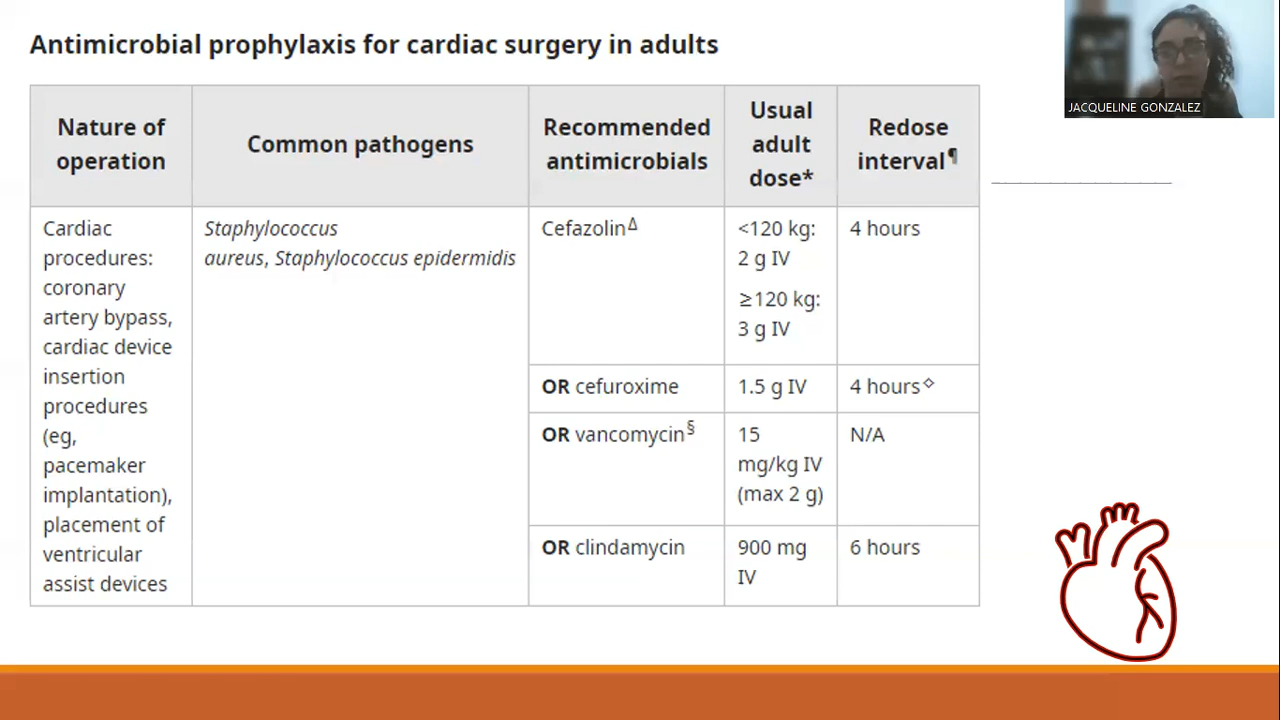 Antimicrobial prophylaxis for cardiac surgery in adults
JACQUELINE GONZALEZ
Nature of
operation
Common pathogens
Recommended
antimicrobials
Usual
adult
dose*
Redose
interval¶
Cardiac
procedures:
coronary
artery bypass,
cardiac device
insertion
procedures
(eg,
pacemaker
implantation),
placement of
ventricular
assist devices
Staphylococcus
aureus, Staphylococcus epidermidis
CefazolinΔ
<120 kg:
2 g IV
≥120 kg:
3 g IV
4 hours
OR cefuroxime
1.5 g IV
4 hours◇
OR vancomycin§
15
mg/kg IV
(max 2 g)
N/A
OR clindamycin
900 mg
IV
6 hours